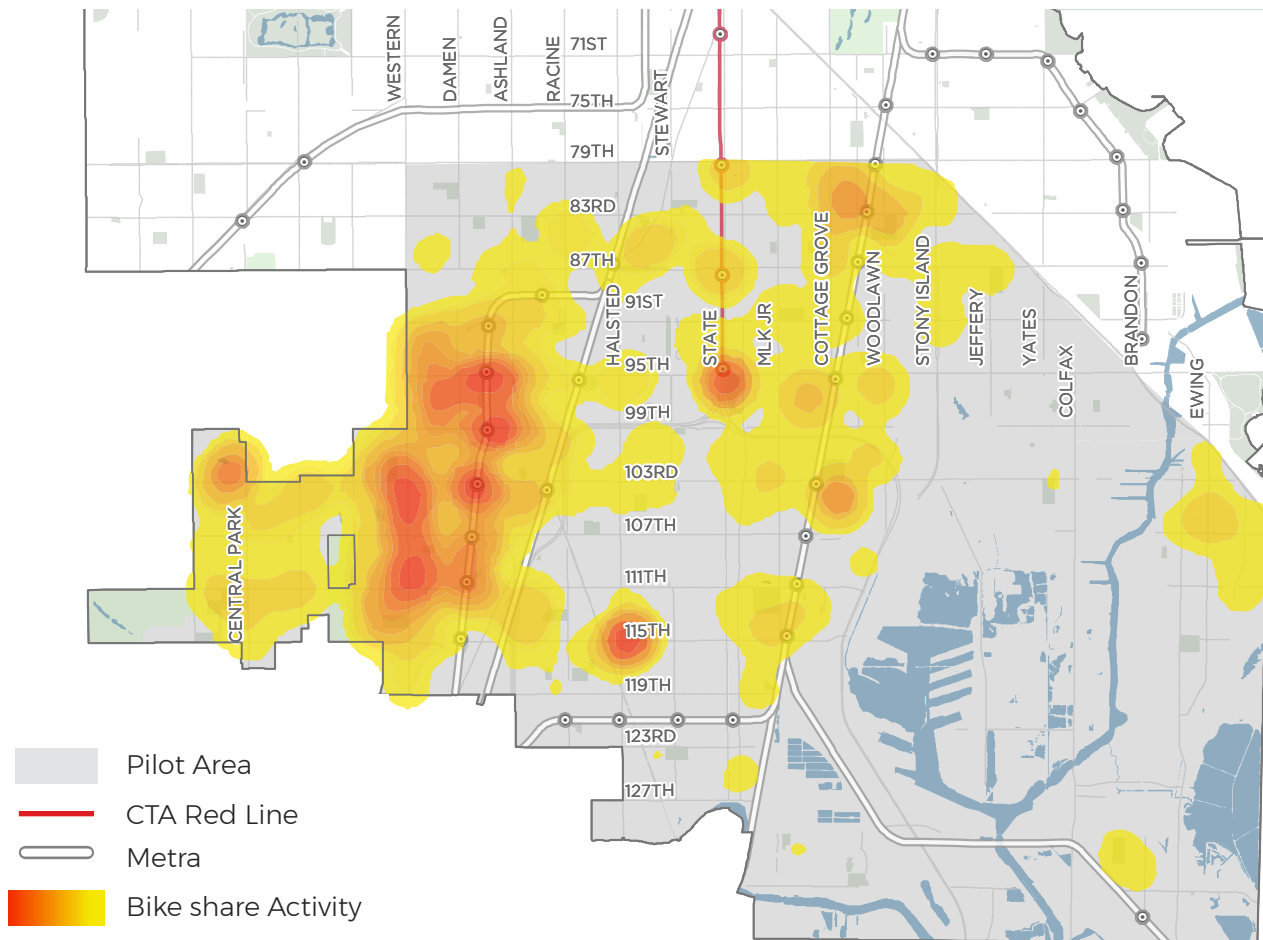 WESTERN
DAMEN
ASHLAND
RACINE
71ST
75TH
STEWART
79TH
83RD
87TH
91ST
HALSTED
STATE
MLK JR
COTTAGE GROVE
WOODLAWN
STONY ISLAND
JEFFERY
YATES
COLFAX
BRANDON
EWING
95TH
99TH
103RD
107TH
CENTRAL PARK
111TH
115TH
119TH
123RD
127TH
Pilot Area
CTA Red Line
Metra
Bike share Activity